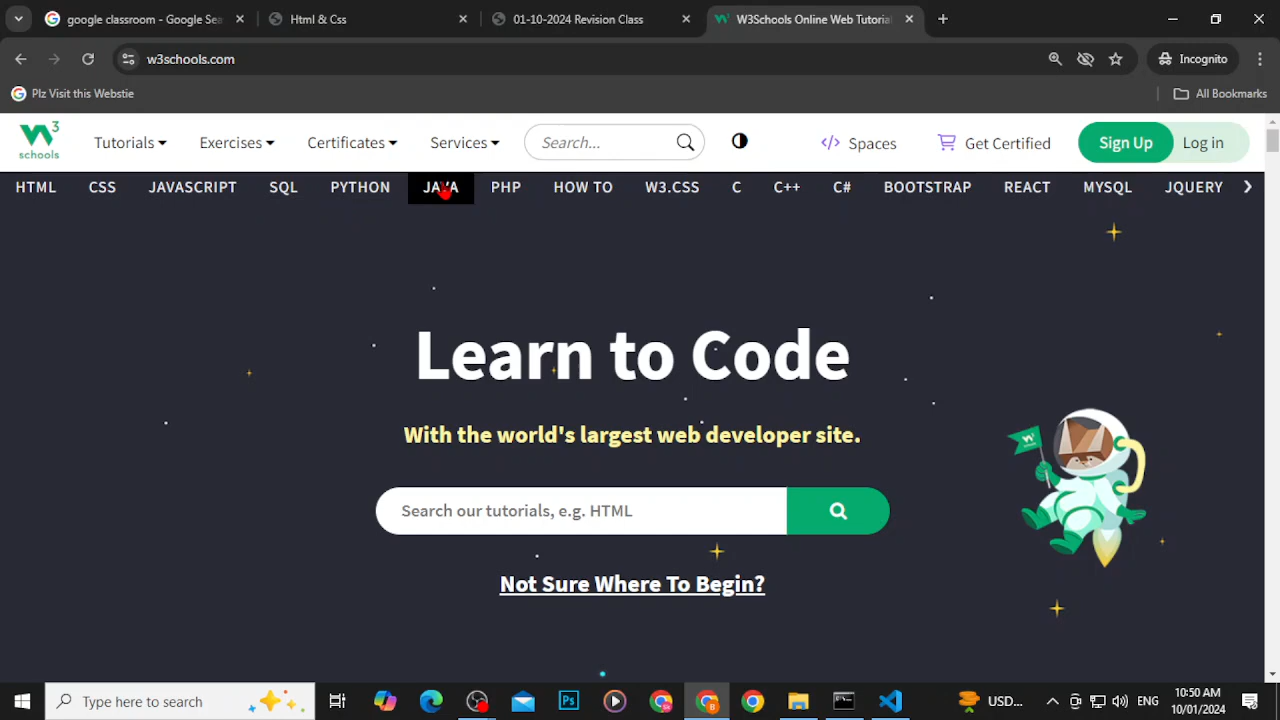 google classroom - Google Sea
Html & Css
01-10-2024 Revision Class
W3Schools Online Web Tutoria
w3schools.com
Incognito
Plz Visit this Webstie
All Bookmarks
W3 schools
Tutorials
Exercises
Certificates
Services
Search...
</> Spaces
Get Certified
Sign Up
Log in
HTML CSS JAVASCRIPT SQL PYTHON JAVA PHP HOW TO W3.CSS C C++ C# BOOTSTRAP REACT MYSQL JQUERY
Learn to Code
With the world's largest web developer site.
Search our tutorials, e.g. HTML
Not Sure Where To Begin?
Type here to search
Ps
B
USD...
ENG
10:50 AM
10/01/2024